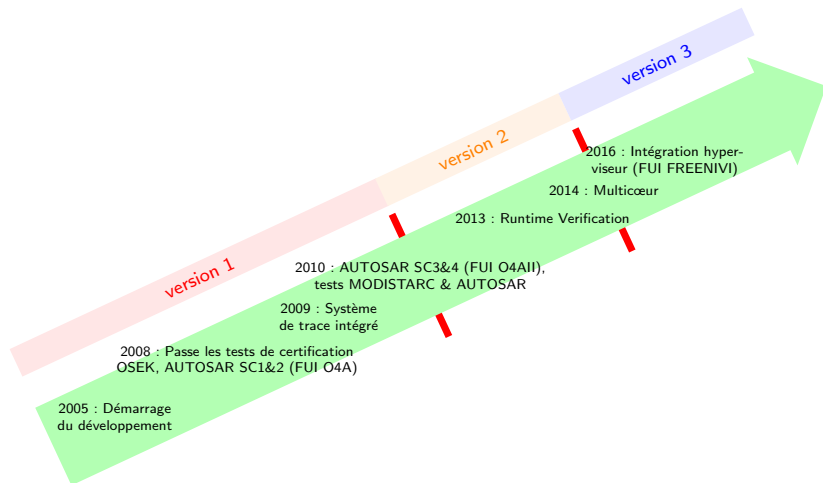 version 3
version 2
version 1
2016 : Intégration hyper-
viseur (FUI FREENIVI)
2014 : Multicœur
2013 : Runtime Verification
2010 : AUTOSAR SC3&4 (FUI O4AII),
tests MODISTARC & AUTOSAR
2009 : Système
de trace intégré
2008 : Passe les tests de certification
OSEK, AUTOSAR SC1&2 (FUI O4A)
2005 : Démarrage
du développement